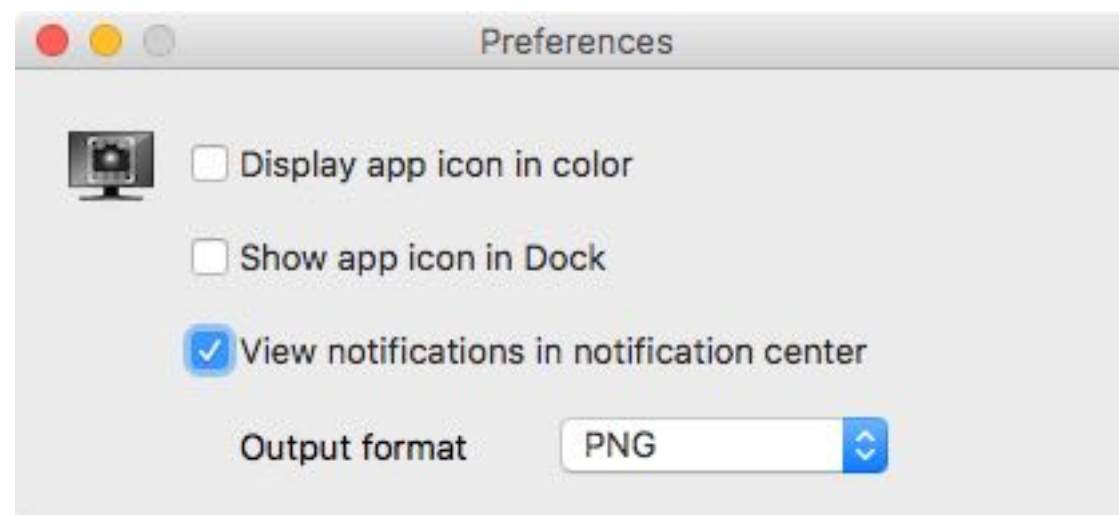 Preferences
Display app icon in color
Show app icon in Dock
View notifications in notification center
Output format PNG